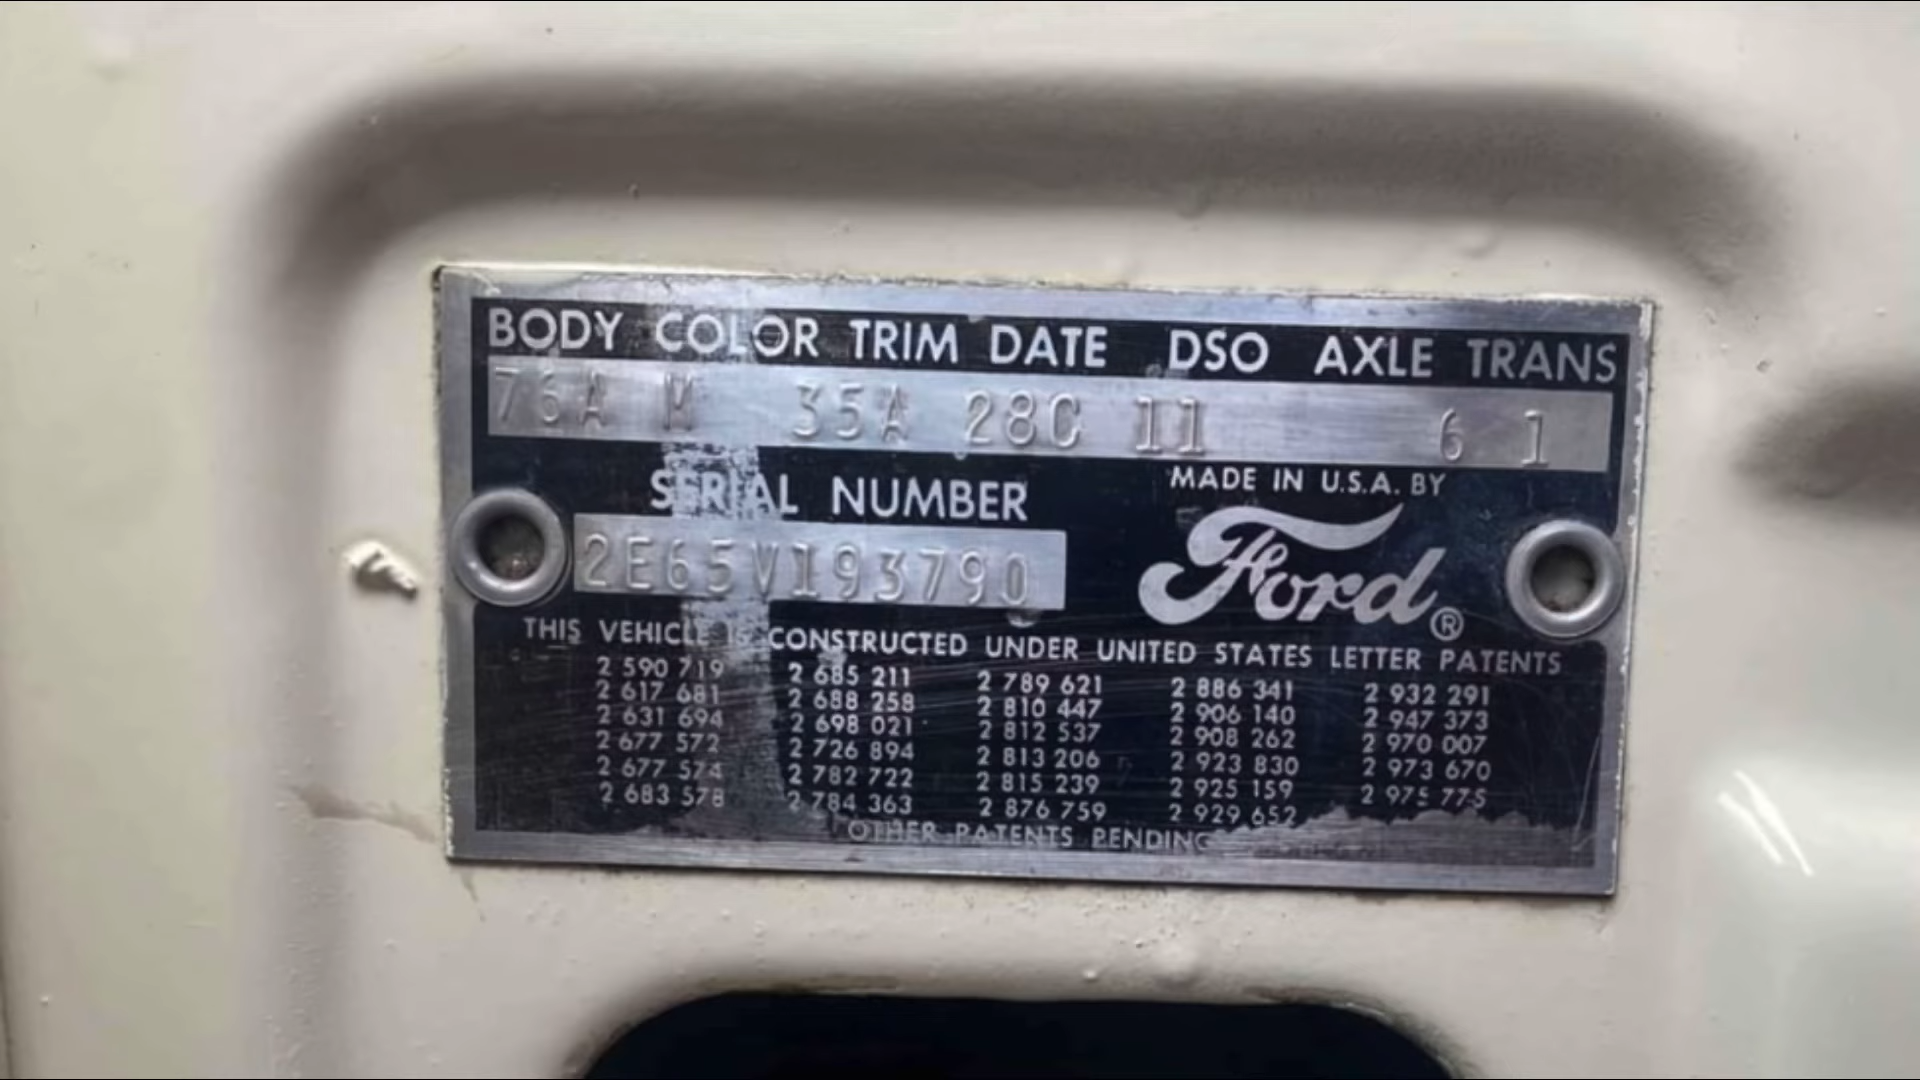 BODY COLOR TRIM DATE DSO AXLE TRANS
76A M 35A 28C 11 6 1
SERIAL NUMBER
2E65V193790
MADE IN U.S.A. BY
Ford®
THIS VEHICLE IS CONSTRUCTED UNDER UNITED STATES LETTER PATENTS
2 590 719 2 685 211 2 789 621 2 886 341 2 932 291
2 617 681 2 688 258 2 810 447 2 906 140 2 947 373
2 631 694 2 698 021 2 812 537 2 908 262 2 970 007
2 677 572 2 726 894 2 813 206 2 923 830 2 973 670
2 677 574 2 782 722 2 815 239 2 925 159 2 975 775
2 683 578 2 784 363 2 876 759 2 929 652
OTHER PATENTS PENDING